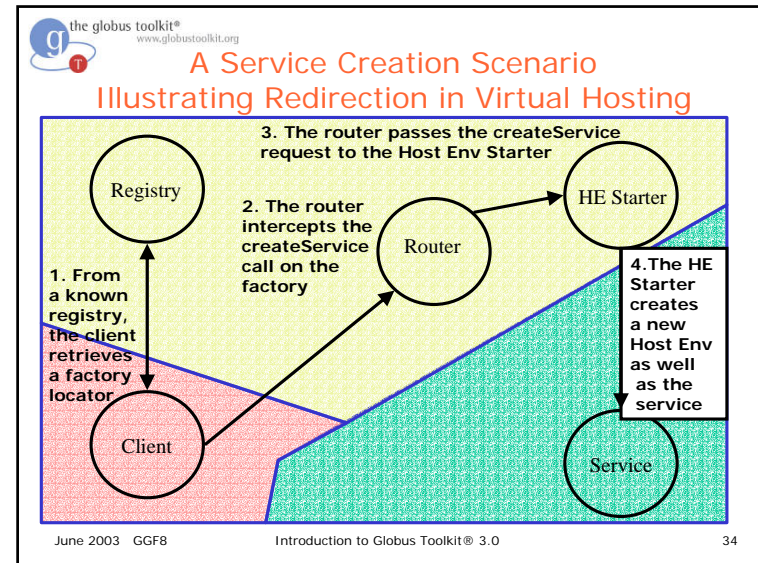 the globus toolkit®
www.globustoolkit.org
g
T
A Service Creation Scenario
Illustrating Redirection in Virtual Hosting
3. The router passes the createService
request to the Host Env Starter
Registry
HE Starter
2. The router
intercepts the
createService
call on the
factory
Router
1. From
a known
registry,
the client
retrieves
a factory
locator
4.The HE
Starter
creates
a new
Host Env
as well
as the
service
Client
Service
June 2003 GGF8
Introduction to Globus Toolkit® 3.0
34